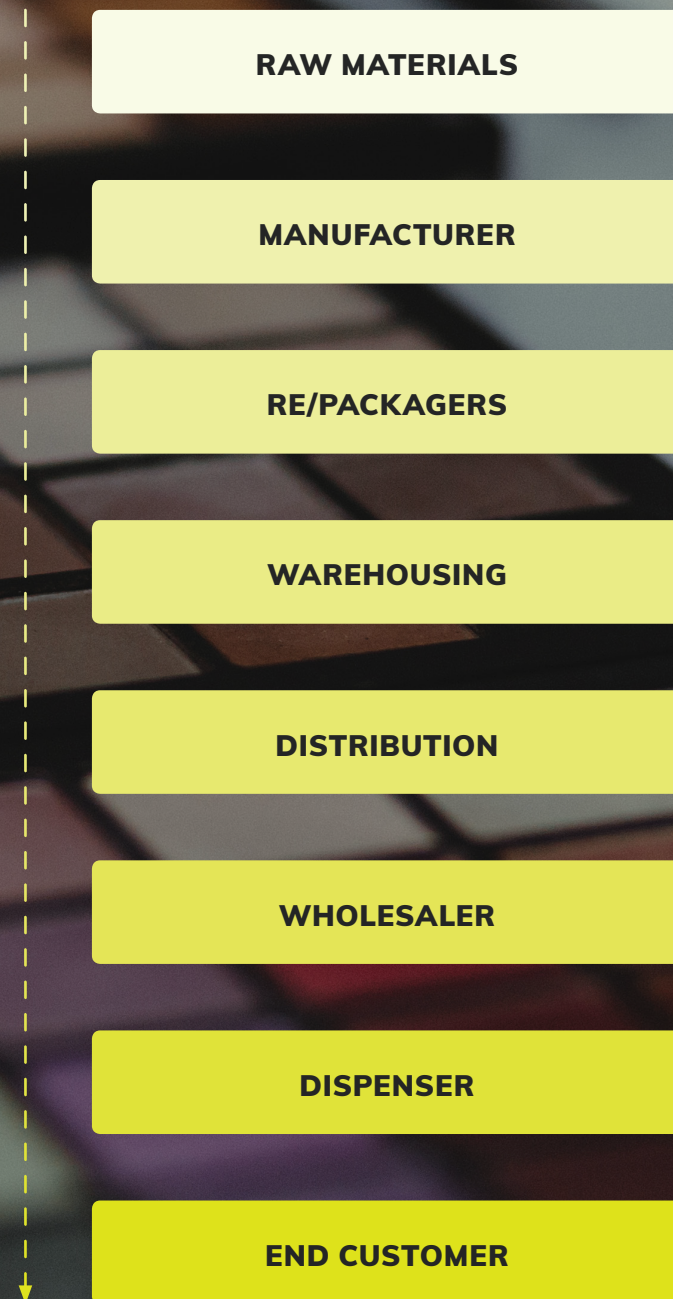 RAW MATERIALS
MANUFACTURER
RE/PACKAGERS
WAREHOUSING
DISTRIBUTION
WHOLESALER
DISPENSER
END CUSTOMER